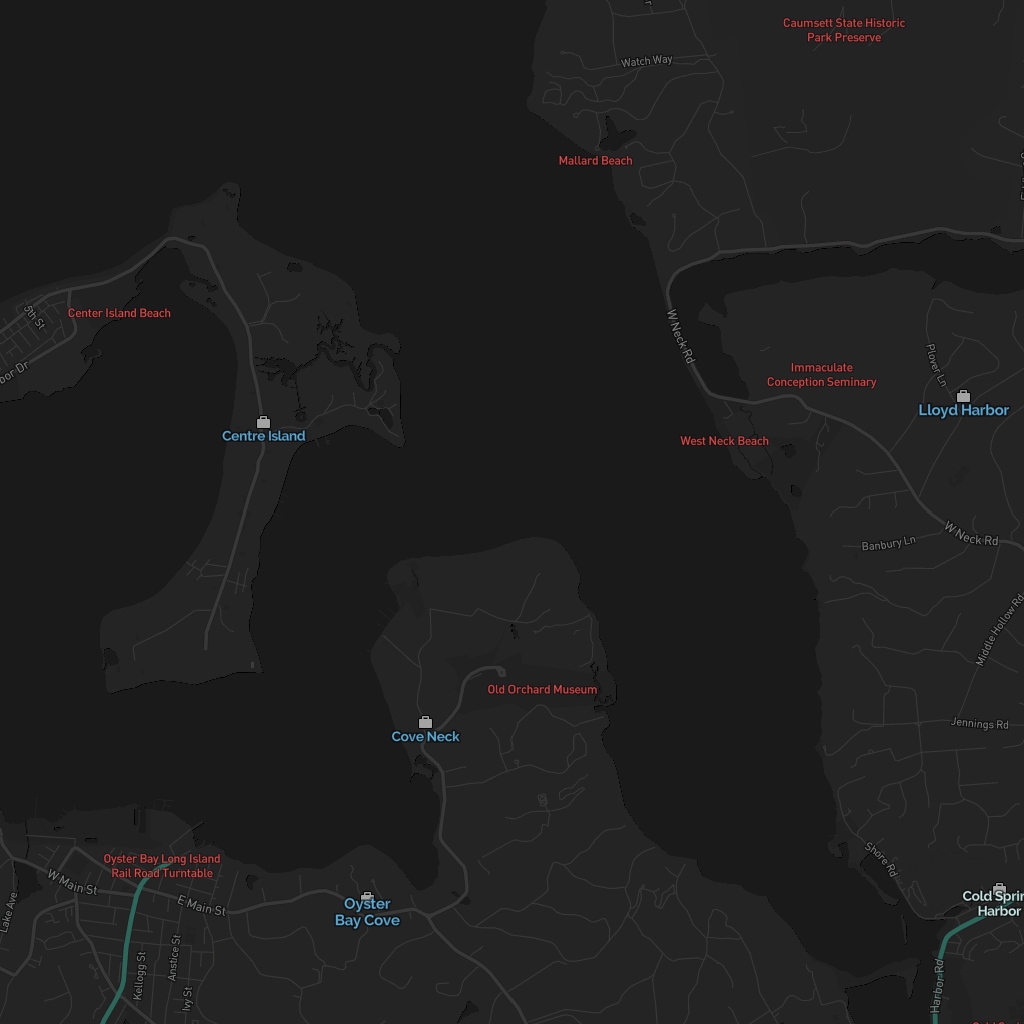 Caumsett State Historic
Park Preserve
Watch Way
Mallard Beach
5th St
Center Island Beach
W Neck Rd
Plover Ln
Immaculate
Conception Seminary
Lloyd Harbor
Centre Island
West Neck Beach
W Neck Rd
Banbury Ln
Middle Hollow Rd
Old Orchard Museum
Jennings Rd
Cove Neck
Oyster Bay Long Island
Rail Road Turntable
Shore Rd
W Main St
E Main St
Lake Ave
Oyster
Bay Cove
Cold Sprin
Harbor
Anstice St
Kellogg St
Ivy St
Harbor Rd